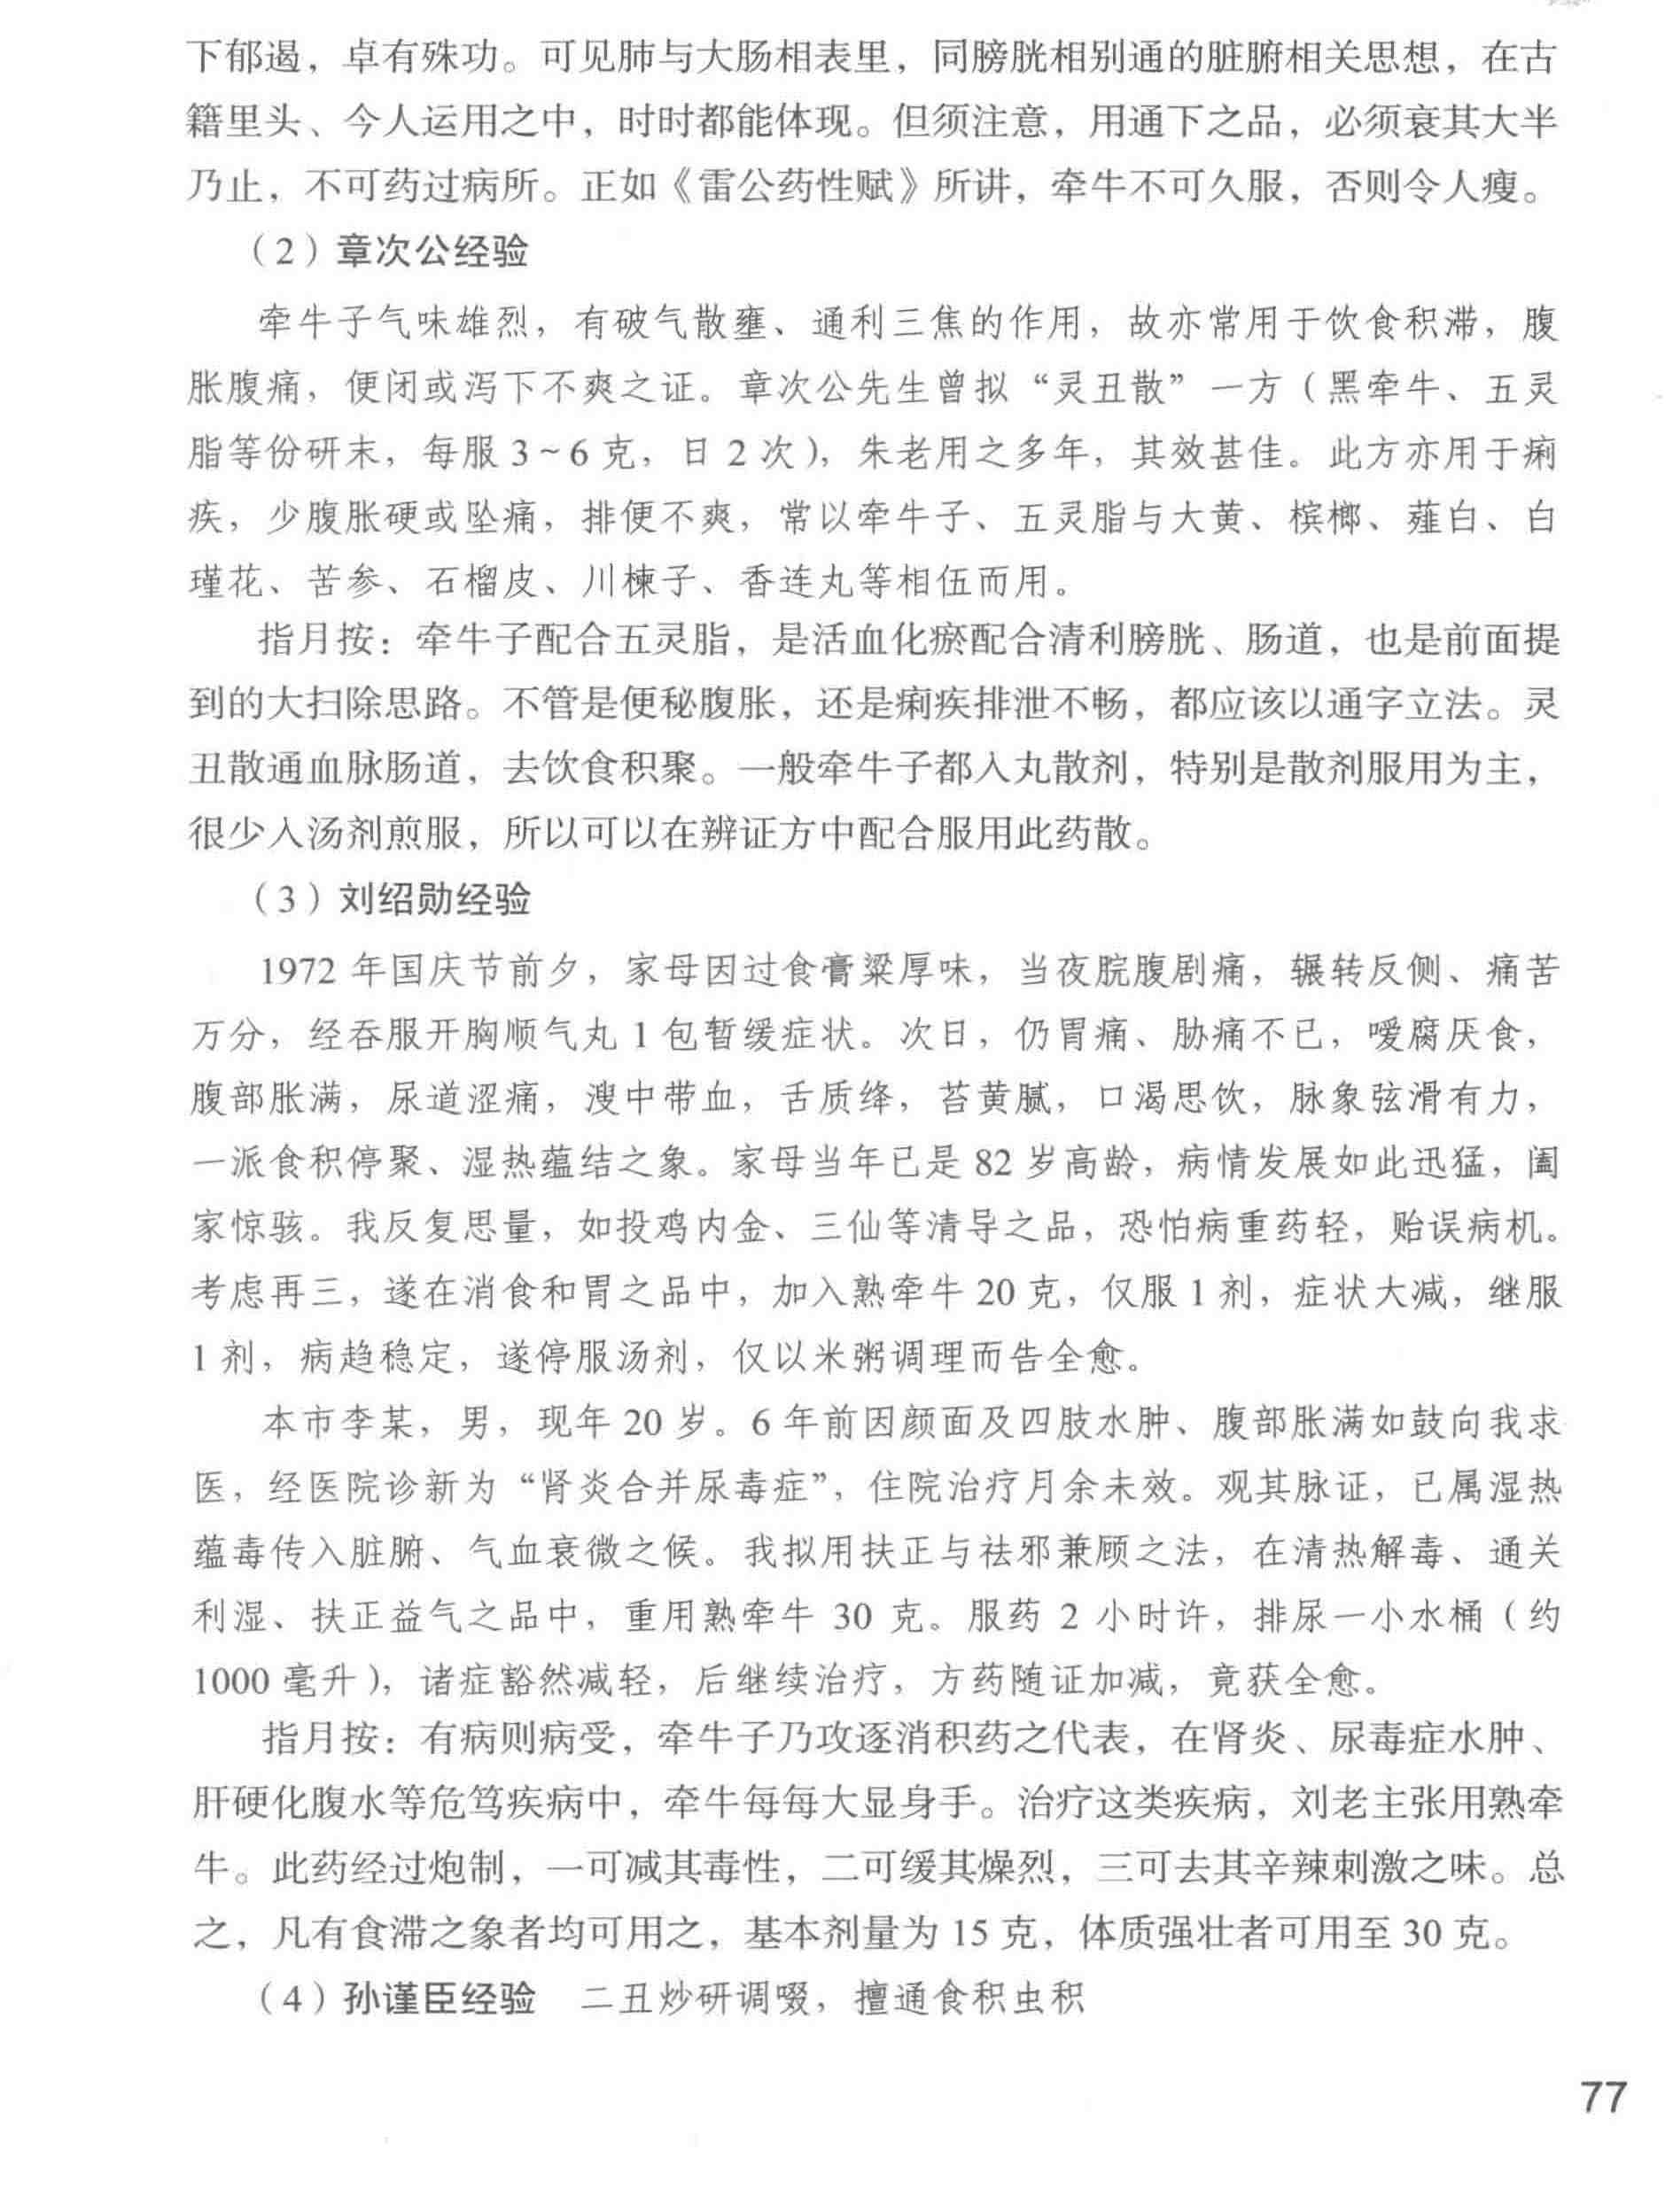 下郁遏，卓有殊功。可见肺与大肠相表里，同膀胱相别通的脏腑相关思想，在古
籍里头、今人运用之中，时时都能体现。但须注意，用通下之品，必须衰其大半
乃止，不可药过病所。正如《雷公药性赋》所讲，牵牛不可久服，否则令人瘦。
（2）章次公经验
牵牛子气味雄烈，有破气散壅、通利三焦的作用，故亦常用于饮食积滞，腹
胀腹痛，便闭或泻下不爽之证。章次公先生曾拟“灵丑散”一方（黑牵牛、五灵
脂等份研末，每服3~6克，日2次），朱老用之多年，其效甚佳。此方亦用于痢
疾，少腹胀硬或坠痛，排便不爽，常以牵牛子、五灵脂与大黄、槟榔、薤白、白
瑾花、苦参、石榴皮、川楝子、香连丸等相伍而用。
指月按：牵牛子配合五灵脂，是活血化瘀配合清利膀胱、肠道，也是前面提
到的大扫除思路。不管是便秘腹胀，还是痢疾排泄不畅，都应该以通字立法。灵
丑散通血脉肠道，去饮食积聚。一般牵牛子都入丸散剂，特别是散剂服用为主，
很少入汤剂煎服，所以可以在辨证方中配合服用此药散。
（3）刘绍勋经验
1972年国庆节前夕，家母因过食膏粱厚味，当夜脘腹剧痛，辗转反侧、痛苦
万分，经吞服开胸顺气丸1包暂缓症状。次日，仍胃痛、胁痛不已，嗳腐厌食，
腹部胀满，尿道涩痛，溲中带血，舌质绛，苔黄腻，口渴思饮，脉象弦滑有力，
一派食积停聚、湿热蕴结之象。家母当年已是82岁高龄，病情发展如此迅猛，阖
家惊骇。我反复思量，如投鸡内金、三仙等清导之品，恐怕病重药轻，贻误病机。
考虑再三，遂在消食和胃之品中，加入熟牵牛20克，仅服1剂，症状大减，继服
1剂，病趋稳定，遂停服汤剂，仅以米粥调理而告全愈。
本市李某，男，现年20岁。6年前因颜面及四肢水肿、腹部胀满如鼓向我求
医，经医院诊新为“肾炎合并尿毒症”，住院治疗月余未效。观其脉证，已属湿热
蕴毒传入脏腑、气血衰微之候。我拟用扶正与祛邪兼顾之法，在清热解毒、通关
利湿、扶正益气之品中，重用熟牵牛30克。服药2小时许，排尿一小水桶（约
1000毫升），诸症豁然减轻，后继续治疗，方药随证加减，竟获全愈。
指月按：有病则病受，牵牛子乃攻逐消积药之代表，在肾炎、尿毒症水肿、
肝硬化腹水等危笃疾病中，牵牛每每大显身手。治疗这类疾病，刘老主张用熟牵
牛。此药经过炮制，一可减其毒性，二可缓其燥烈，三可去其辛辣刺激之味。总
之，凡有食滞之象者均可用之，基本剂量为15克，体质强壮者可用至30克。
（4）孙谨臣经验 二丑炒研调啜，擅通食积虫积
77